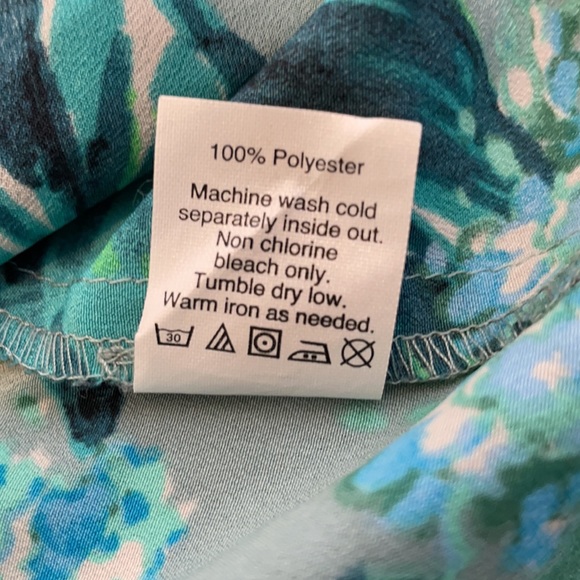 100% Polyester
Machine wash cold
separately inside out.
Non chlorine
bleach only.
Tumble dry low.
Warm iron as needed.
30